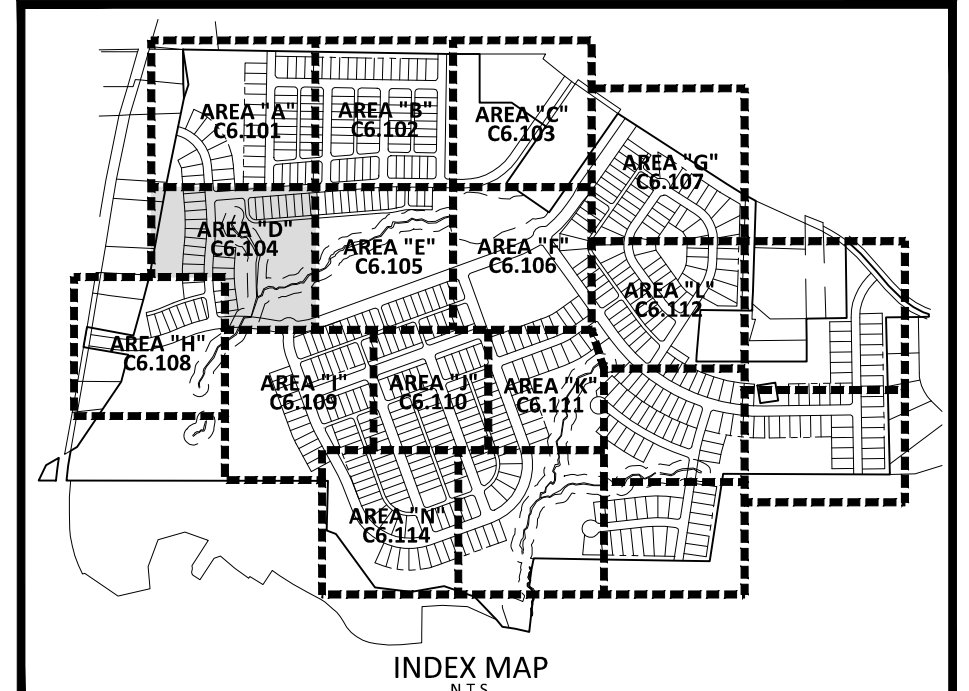 AREA "A"
C6.101
AREA "B"
C6.102
AREA "C"
C6.103
AREA "G"
C6.107
AREA "D"
C6.104
AREA "E"
C6.105
AREA "F"
C6.106
AREA "L"
C6.112
AREA "H"
C6.108
AREA "I"
C6.109
AREA "J"
C6.110
AREA "K"
C6.111
AREA "N"
C6.114
INDEX MAP
N.T.S.